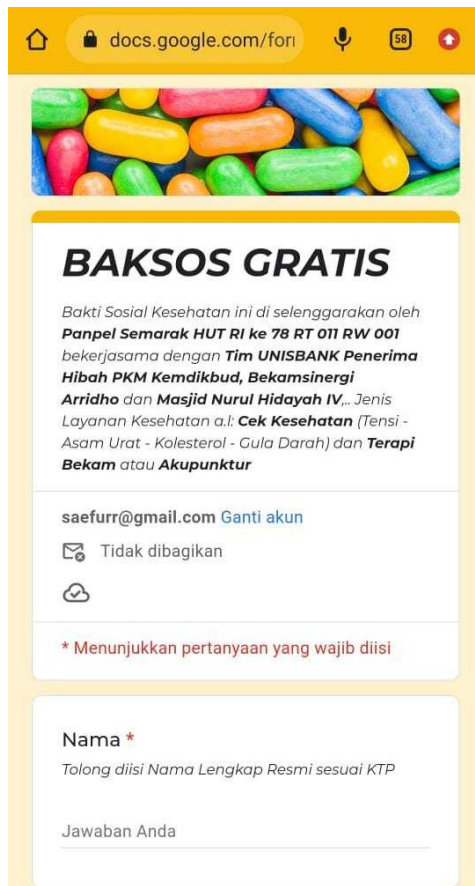 docs.google.com/for
58
BAKSOS GRATIS
Bakti Sosial Kesehatan ini di selenggarakan oleh
Panpel Semarak HUT RI ke 78 RT 011 RW 001
bekerjasama dengan Tim UNISBANK Penerima
Hibah PKM Kemdikbud, Bekamsinergi
Arridho dan Masjid Nurul Hidayah IV,.. Jenis
Layanan Kesehatan a.l: Cek Kesehatan (Tensi -
Asam Urat - Kolesterol - Gula Darah) dan Terapi
Bekam atau Akupunktur
saefurr@gmail.com Ganti akun
Tidak dibagikan
* Menunjukkan pertanyaan yang wajib diisi
Nama *
Tolong diisi Nama Lengkap Resmi sesuai KTP
Jawaban Anda